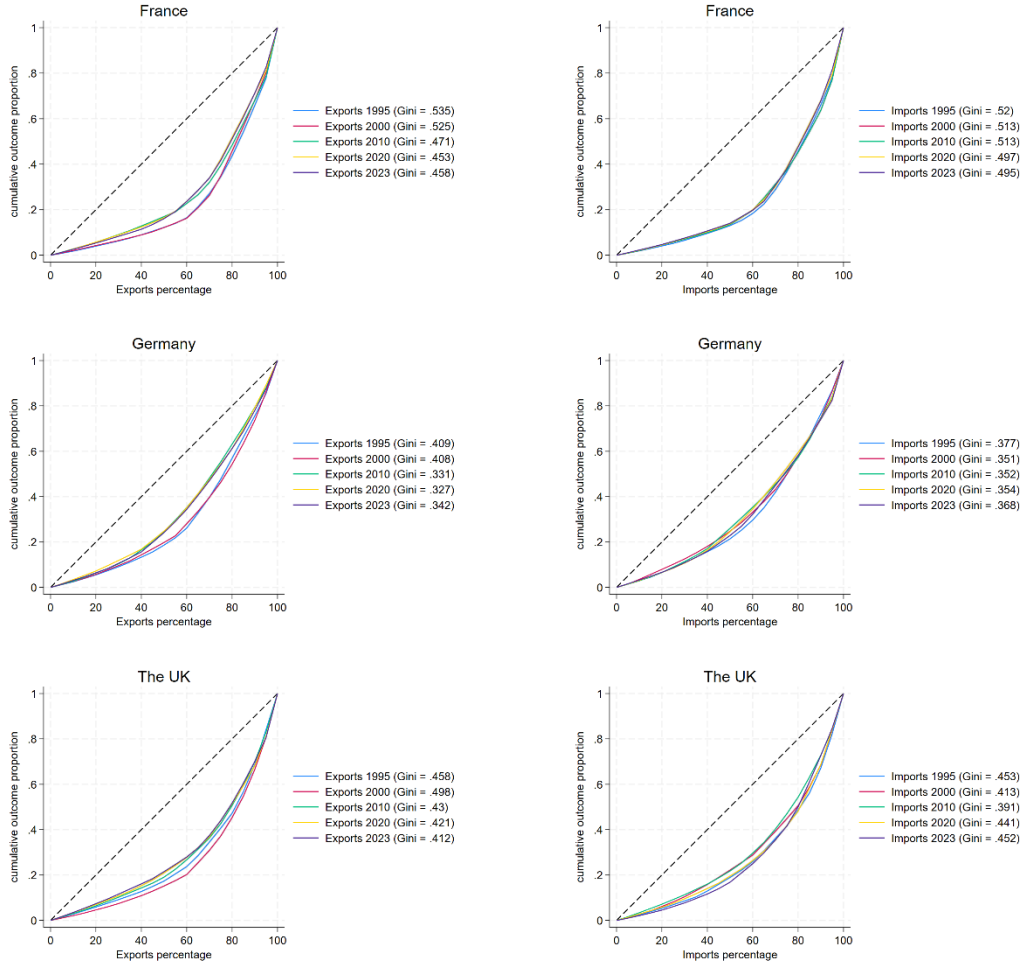 France
cumulative outcome proportion
1
.8
.6
.4
.2
0
0 20 40 60 80 100
Exports percentage
Exports 1995 (Gini = .535)
Exports 2000 (Gini = .525)
Exports 2010 (Gini = .471)
Exports 2020 (Gini = .453)
Exports 2023 (Gini = .458)
France
cumulative outcome proportion
1
.8
.6
.4
.2
0
0 20 40 60 80 100
Imports percentage
Imports 1995 (Gini = .52)
Imports 2000 (Gini = .513)
Imports 2010 (Gini = .513)
Imports 2020 (Gini = .497)
Imports 2023 (Gini = .495)
Germany
cumulative outcome proportion
1
.8
.6
.4
.2
0
0 20 40 60 80 100
Exports percentage
Exports 1995 (Gini = .409)
Exports 2000 (Gini = .408)
Exports 2010 (Gini = .331)
Exports 2020 (Gini = .327)
Exports 2023 (Gini = .342)
Germany
cumulative outcome proportion
1
.8
.6
.4
.2
0
0 20 40 60 80 100
Imports percentage
Imports 1995 (Gini = .377)
Imports 2000 (Gini = .351)
Imports 2010 (Gini = .352)
Imports 2020 (Gini = .354)
Imports 2023 (Gini = .368)
The UK
cumulative outcome proportion
1
.8
.6
.4
.2
0
0 20 40 60 80 100
Exports percentage
Exports 1995 (Gini = .458)
Exports 2000 (Gini = .498)
Exports 2010 (Gini = .43)
Exports 2020 (Gini = .421)
Exports 2023 (Gini = .412)
The UK
cumulative outcome proportion
1
.8
.6
.4
.2
0
0 20 40 60 80 100
Imports percentage
Imports 1995 (Gini = .453)
Imports 2000 (Gini = .413)
Imports 2010 (Gini = .391)
Imports 2020 (Gini = .441)
Imports 2023 (Gini = .452)